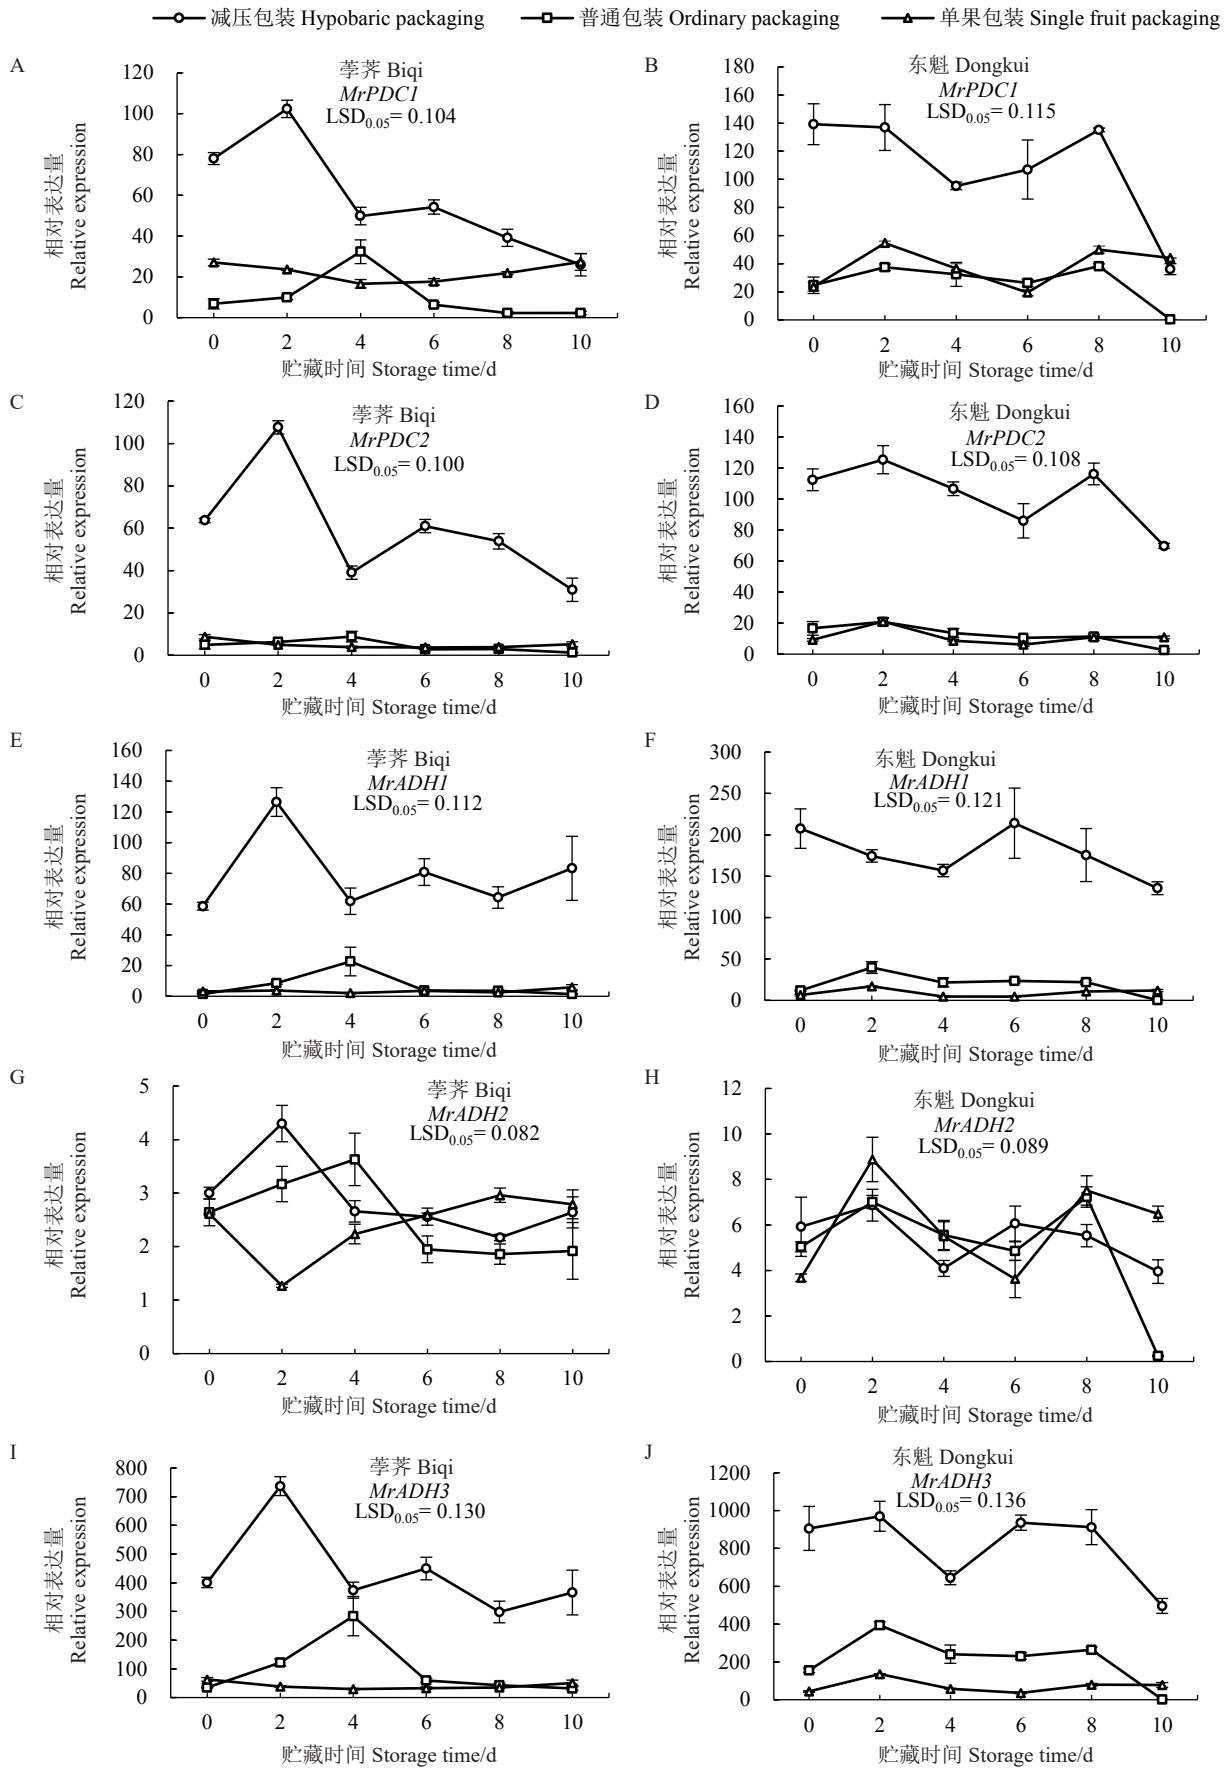 减压包装 Hypobaric packaging 普通包装 Ordinary packaging 单果包装 Single fruit packaging
A
荸荠 Biqi
MrPDC1
LSD0.05= 0.104
相对表达量
Relative expression
120
100
80
60
40
20
0
0 2 4 6 8 10
贮藏时间 Storage time/d
B
东魁 Dongkui
MrPDC1
LSD0.05= 0.115
相对表达量
Relative expression
180
160
140
120
100
80
60
40
20
0
0 2 4 6 8 10
贮藏时间 Storage time/d
C
荸荠 Biqi
MrPDC2
LSD0.05= 0.100
相对表达量
Relative expression
120
100
80
60
40
20
0
0 2 4 6 8 10
贮藏时间 Storage time/d
D
东魁 Dongkui
MrPDC2
LSD0.05= 0.108
相对表达量
Relative expression
160
140
120
100
80
60
40
20
0
0 2 4 6 8 10
贮藏时间 Storage time/d
E
荸荠 Biqi
MrADH1
LSD0.05= 0.112
相对表达量
Relative expression
160
140
120
100
80
60
40
20
0
0 2 4 6 8 10
贮藏时间 Storage time/d
F
东魁 Dongkui
MrADH1
LSD0.05= 0.121
相对表达量
Relative expression
300
250
200
150
100
50
0
0 2 4 6 8 10
贮藏时间 Storage time/d
G
荸荠 Biqi
MrADH2
LSD0.05= 0.082
相对表达量
Relative expression
5
4
3
2
1
0
0 2 4 6 8 10
贮藏时间 Storage time/d
H
东魁 Dongkui
MrADH2
LSD0.05= 0.089
相对表达量
Relative expression
12
10
8
6
4
2
0
0 2 4 6 8 10
贮藏时间 Storage time/d
I
荸荠 Biqi
MrADH3
LSD0.05= 0.130
相对表达量
Relative expression
800
700
600
500
400
300
200
100
0
0 2 4 6 8 10
贮藏时间 Storage time/d
J
东魁 Dongkui
MrADH3
LSD0.05= 0.136
相对表达量
Relative expression
1200
1000
800
600
400
200
0
0 2 4 6 8 10
贮藏时间 Storage time/d